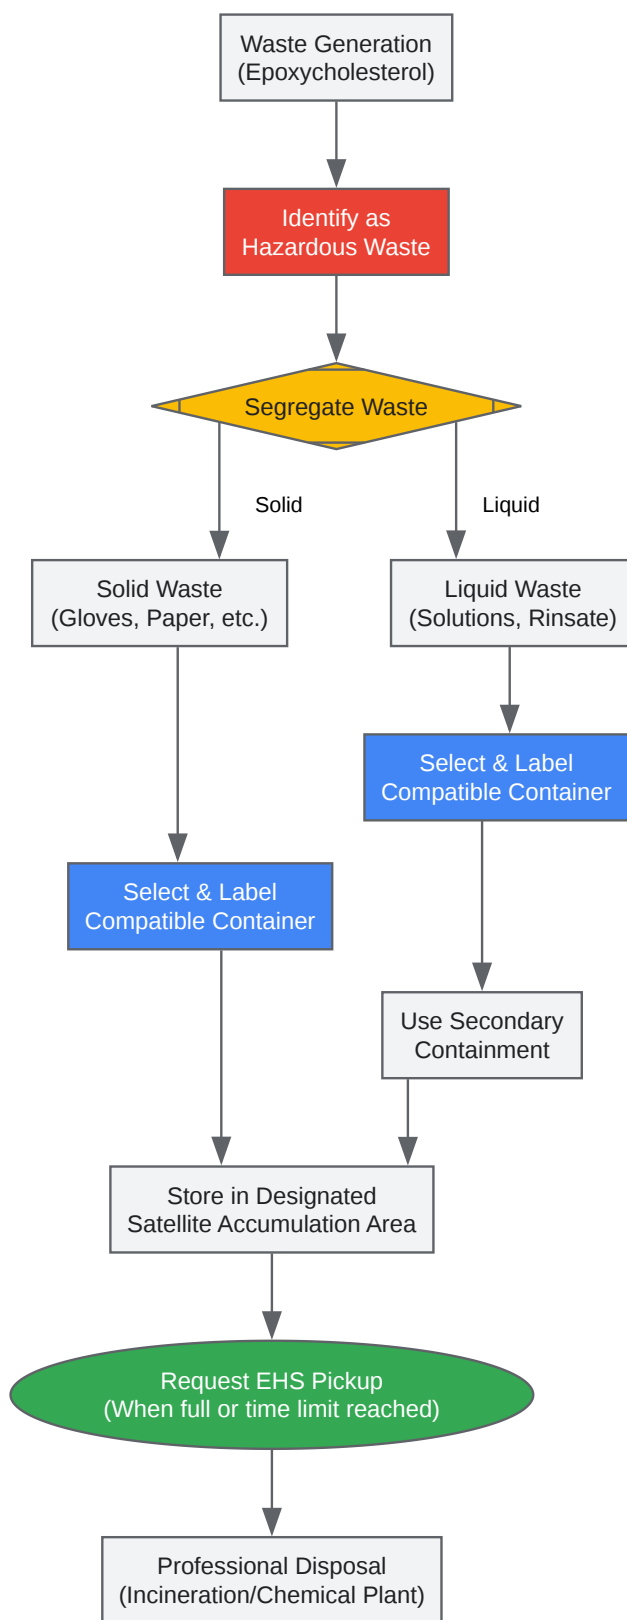 Waste Generation
(Epoxycholesterol)
Identify as
Hazardous Waste
Segregate Waste
Solid
Liquid
Solid Waste
(Gloves, Paper, etc.)
Liquid Waste
(Solutions, Rinsate)
Select & Label
Compatible Container
Select & Label
Compatible Container
Use Secondary
Containment
Store in Designated
Satellite Accumulation Area
Request EHS Pickup
(When full or time limit reached)
Professional Disposal
(Incineration/Chemical Plant)